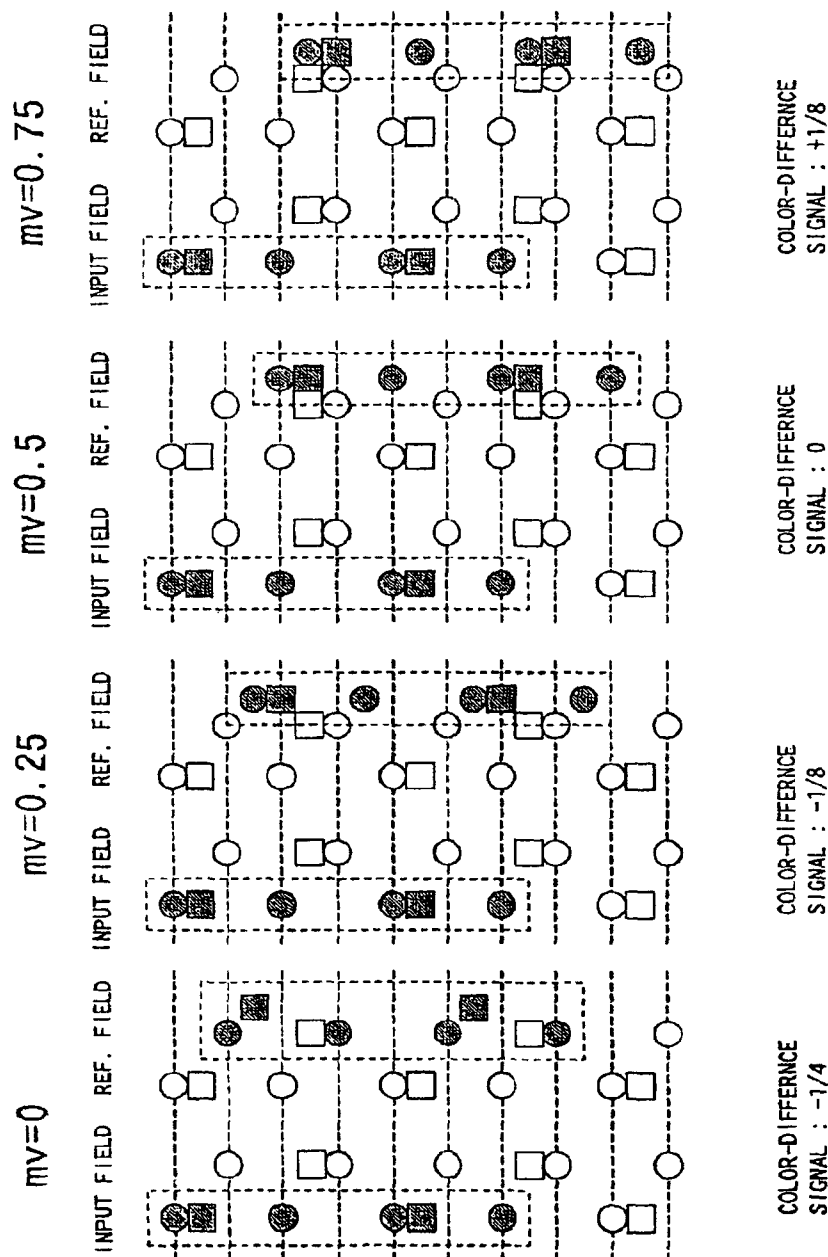 mv=0
INPUT FIELD REF. FIELD
COLOR-DIFFERNCE
SIGNAL : -1/4
mv=0.25
INPUT FIELD REF. FIELD
COLOR-DIFFERNCE
SIGNAL : -1/8
mv=0.5
INPUT FIELD REF. FIELD
COLOR-DIFFERNCE
SIGNAL : 0
mv=0.75
INPUT FIELD REF. FIELD
COLOR-DIFFERNCE
SIGNAL : +1/8